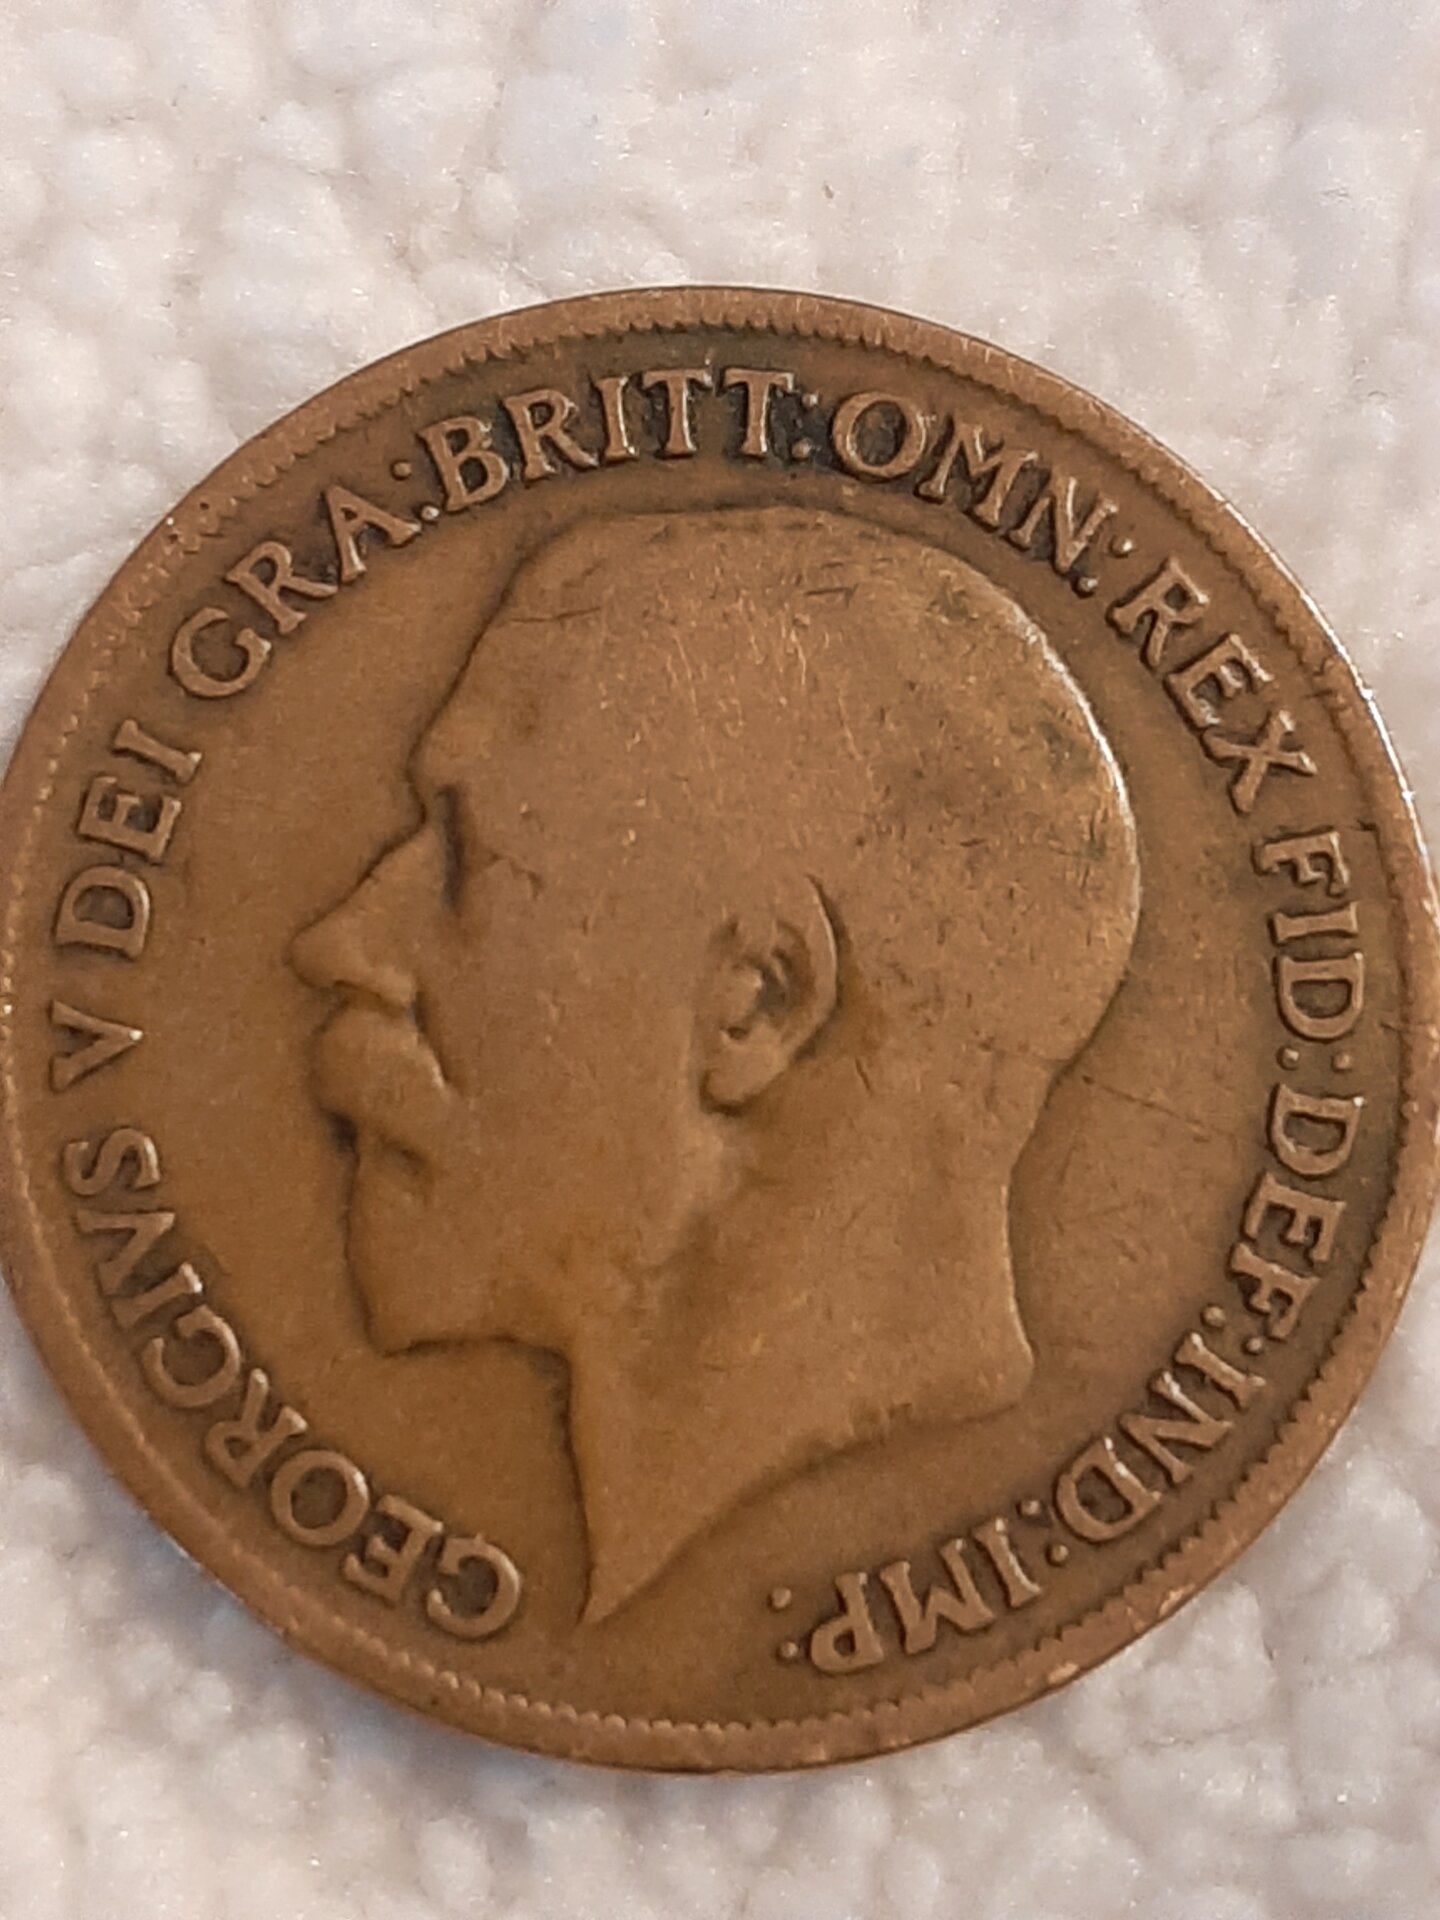 GEORGIVS V DEI GRA: BRITT: OMN: REX FID: DEF: IND: IMP: